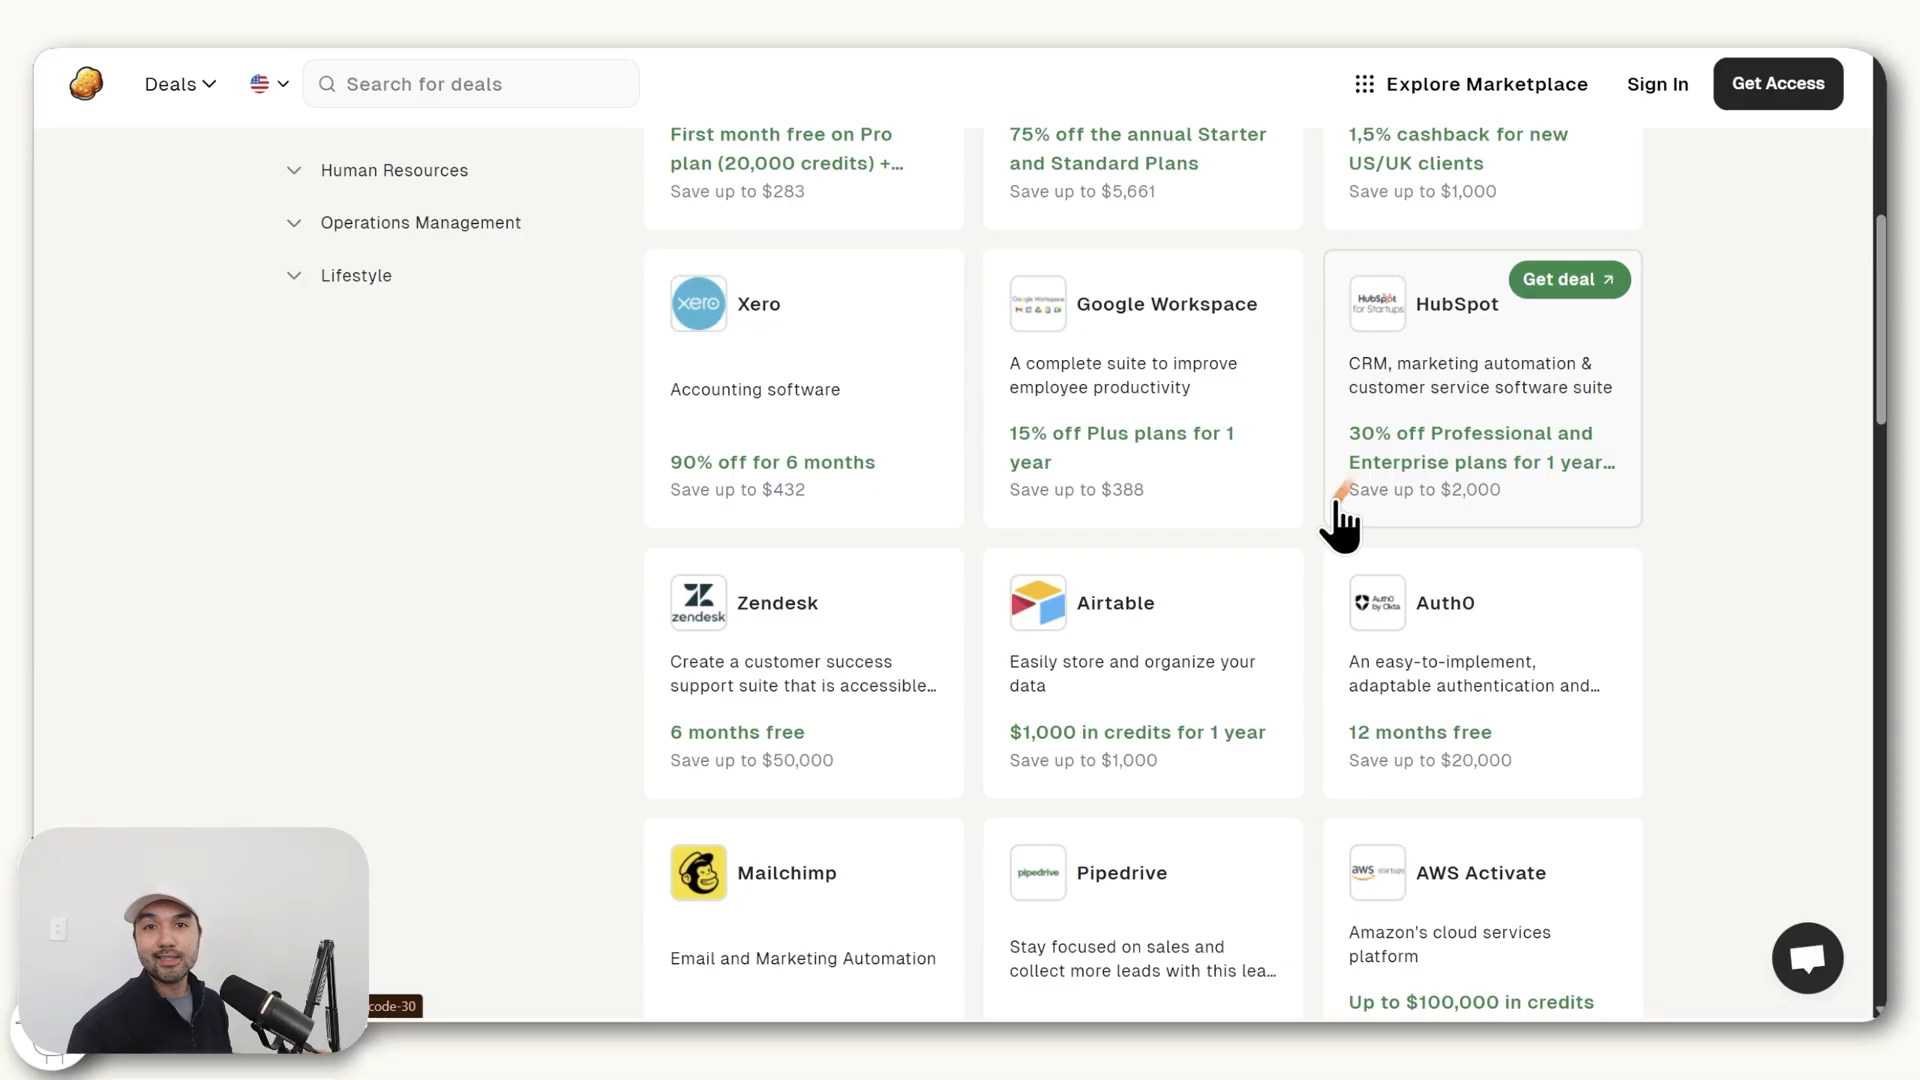 Deals
Search for deals
Explore Marketplace
Sign In
Get Access
Human Resources
Operations Management
Lifestyle
First month free on Pro
plan (20,000 credits) +...
Save up to $283
75% off the annual Starter
and Standard Plans
Save up to $5,661
1,5% cashback for new
US/UK clients
Save up to $1,000
xero
Xero
Accounting software
90% off for 6 months
Save up to $432
Google Workspace
Google Workspace
A complete suite to improve
employee productivity
15% off Plus plans for 1
year
Save up to $388
Get deal
HubSpot
for Startups
HubSpot
CRM, marketing automation &
customer service software suite
30% off Professional and
Enterprise plans for 1 year...
Save up to $2,000
zendesk
Zendesk
Create a customer success
support suite that is accessible...
6 months free
Save up to $50,000
Airtable
Easily store and organize your
data
$1,000 in credits for 1 year
Save up to $1,000
Auth0
by Okta
Auth0
An easy-to-implement,
adaptable authentication and...
12 months free
Save up to $20,000
Mailchimp
Email and Marketing Automation
pipedrive
Pipedrive
Stay focused on sales and
collect more leads with this lea...
aws startups
AWS Activate
Amazon's cloud services
platform
Up to $100,000 in credits
code-30